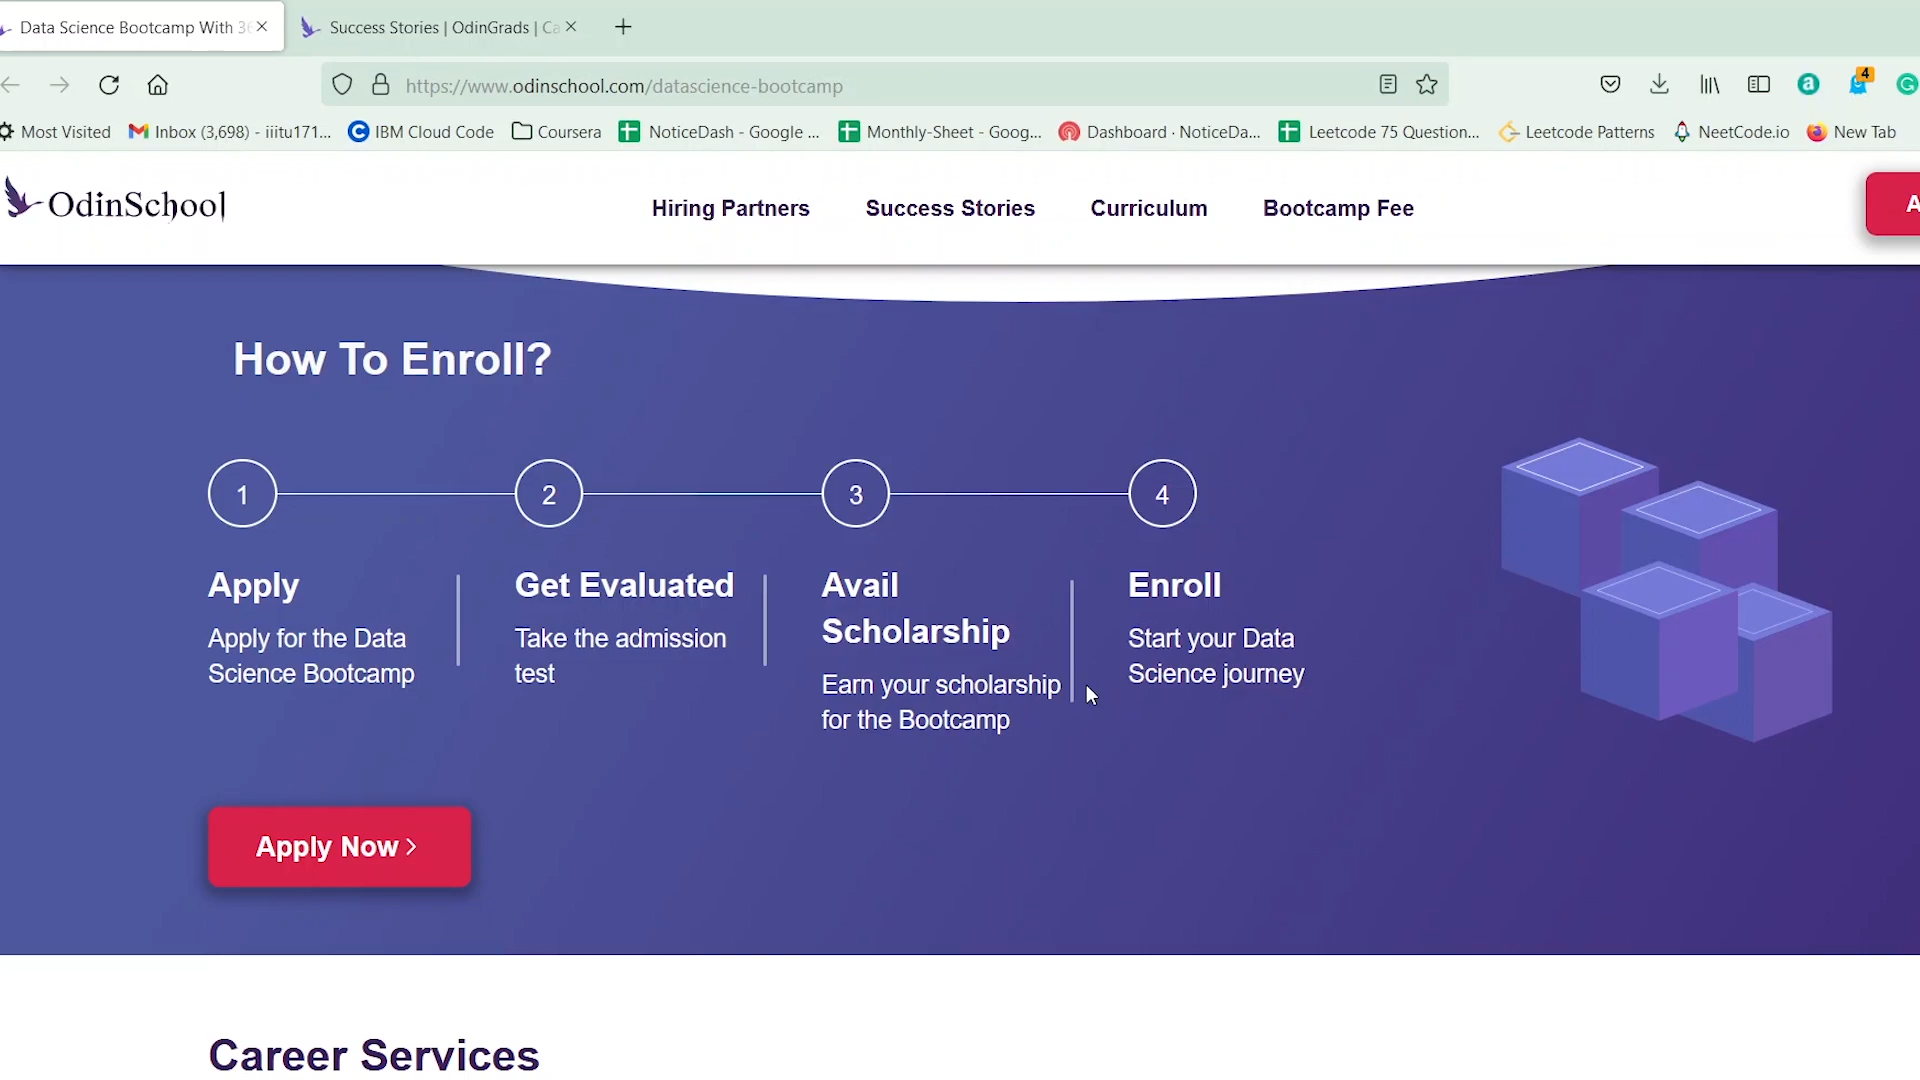 Data Science Bootcamp With 36
Success Stories | OdinGrads | Ca
https://www.odinschool.com/datascience-bootcamp
4
Most Visited
Inbox (3,698) - iiitu171...
IBM Cloud Code
Coursera
NoticeDash - Google ...
Monthly-Sheet - Goog...
Dashboard · NoticeDa...
Leetcode 75 Question...
Leetcode Patterns
NeetCode.io
New Tab
OdinSchool
Hiring Partners
Success Stories
Curriculum
Bootcamp Fee
A
How To Enroll?
1
2
3
4
Apply
Apply for the Data
Science Bootcamp
Get Evaluated
Take the admission
test
Avail
Scholarship
Earn your scholarship
for the Bootcamp
Enroll
Start your Data
Science journey
Apply Now >
Career Services